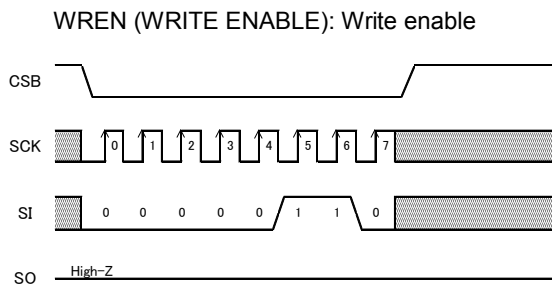 WREN (WRITE ENABLE): Write enable
CSB
SCK 0 1 2 3 4 5 6 7
SI 0 0 0 0 0 1 1 0
High-Z
SO